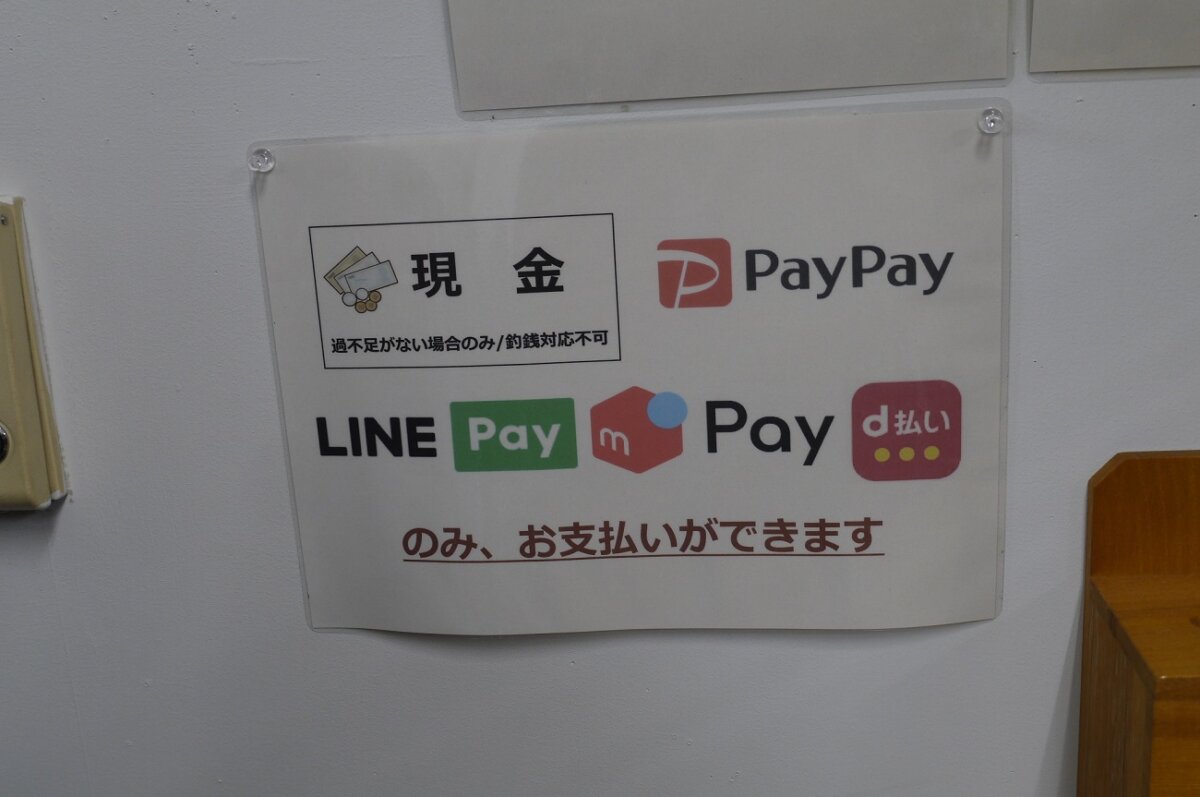 現 金
過不足がない場合のみ/釣銭対応不可
PayPay
LINE Pay
m Pay
d払い
のみ、お支払いができます